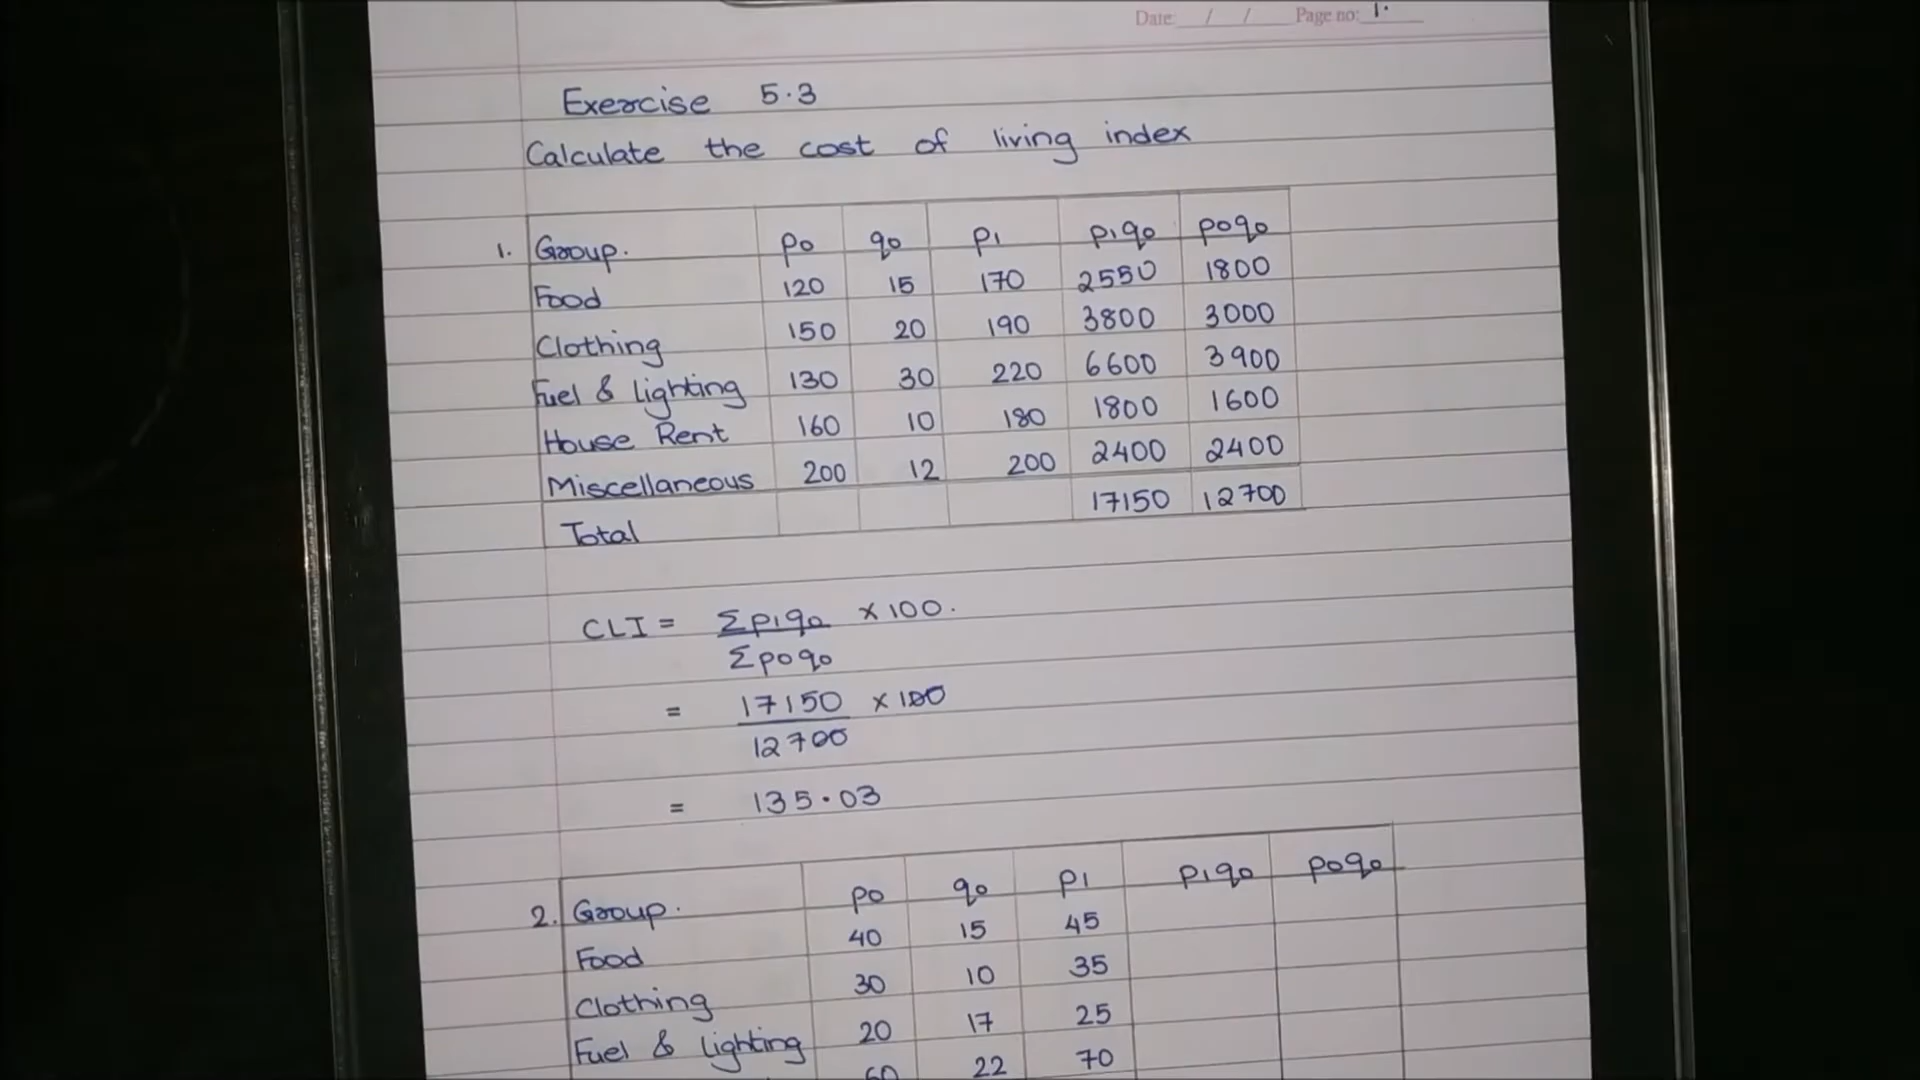 Date: / / Page no: 1.
Exercise 5.3
Calculate the cost of living index
1. Group. p0 q0 p1 p1q0 p0q0
Food 120 15 170 2550 1800
Clothing 150 20 190 3800 3000
Fuel & lighting 130 30 220 6600 3900
House Rent 160 10 180 1800 1600
Miscellaneous 200 12 200 2400 2400
Total 17150 12700
CLI = Σp1q0 × 100.
Σp0q0
= 17150 × 100
12700
= 135.03
2. Group. p0 q0 p1 p1q0 p0q0
Food 40 15 45
Clothing 30 10 35
Fuel & lighting 20 17 25
60 22 70